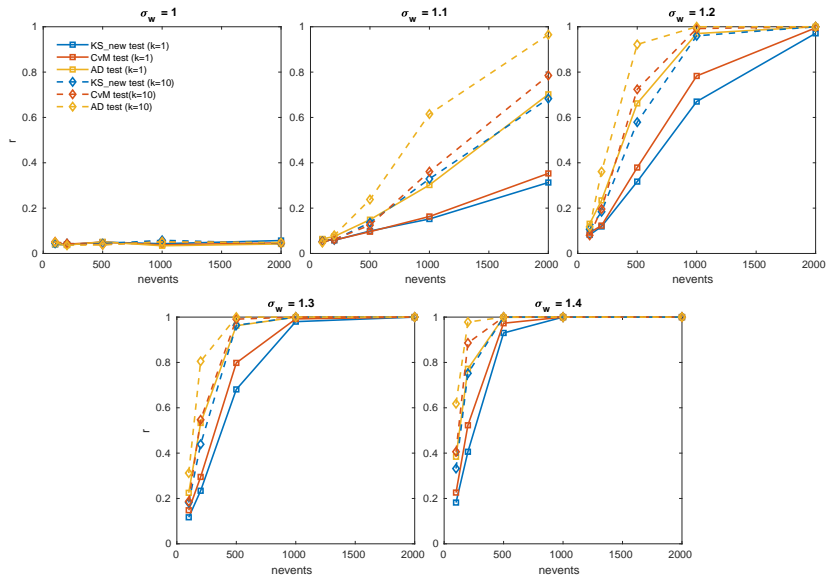 σw = 1
σw = 1.1
σw = 1.2
1
0.8
0.6
0.4
0.2
0
r
KS_new test (k=1)
CvM test (k=1)
AD test (k=1)
KS_new test (k=10)
CvM test(k=10)
AD test (k=10)
0 500 1000 1500 2000
nevents
1
0.8
0.6
0.4
0.2
0
0 500 1000 1500 2000
nevents
1
0.8
0.6
0.4
0.2
0
0 500 1000 1500 2000
nevents
σw = 1.3
σw = 1.4
1
0.8
0.6
0.4
0.2
0
r
0 500 1000 1500 2000
nevents
1
0.8
0.6
0.4
0.2
0
r
0 500 1000 1500 2000
nevents